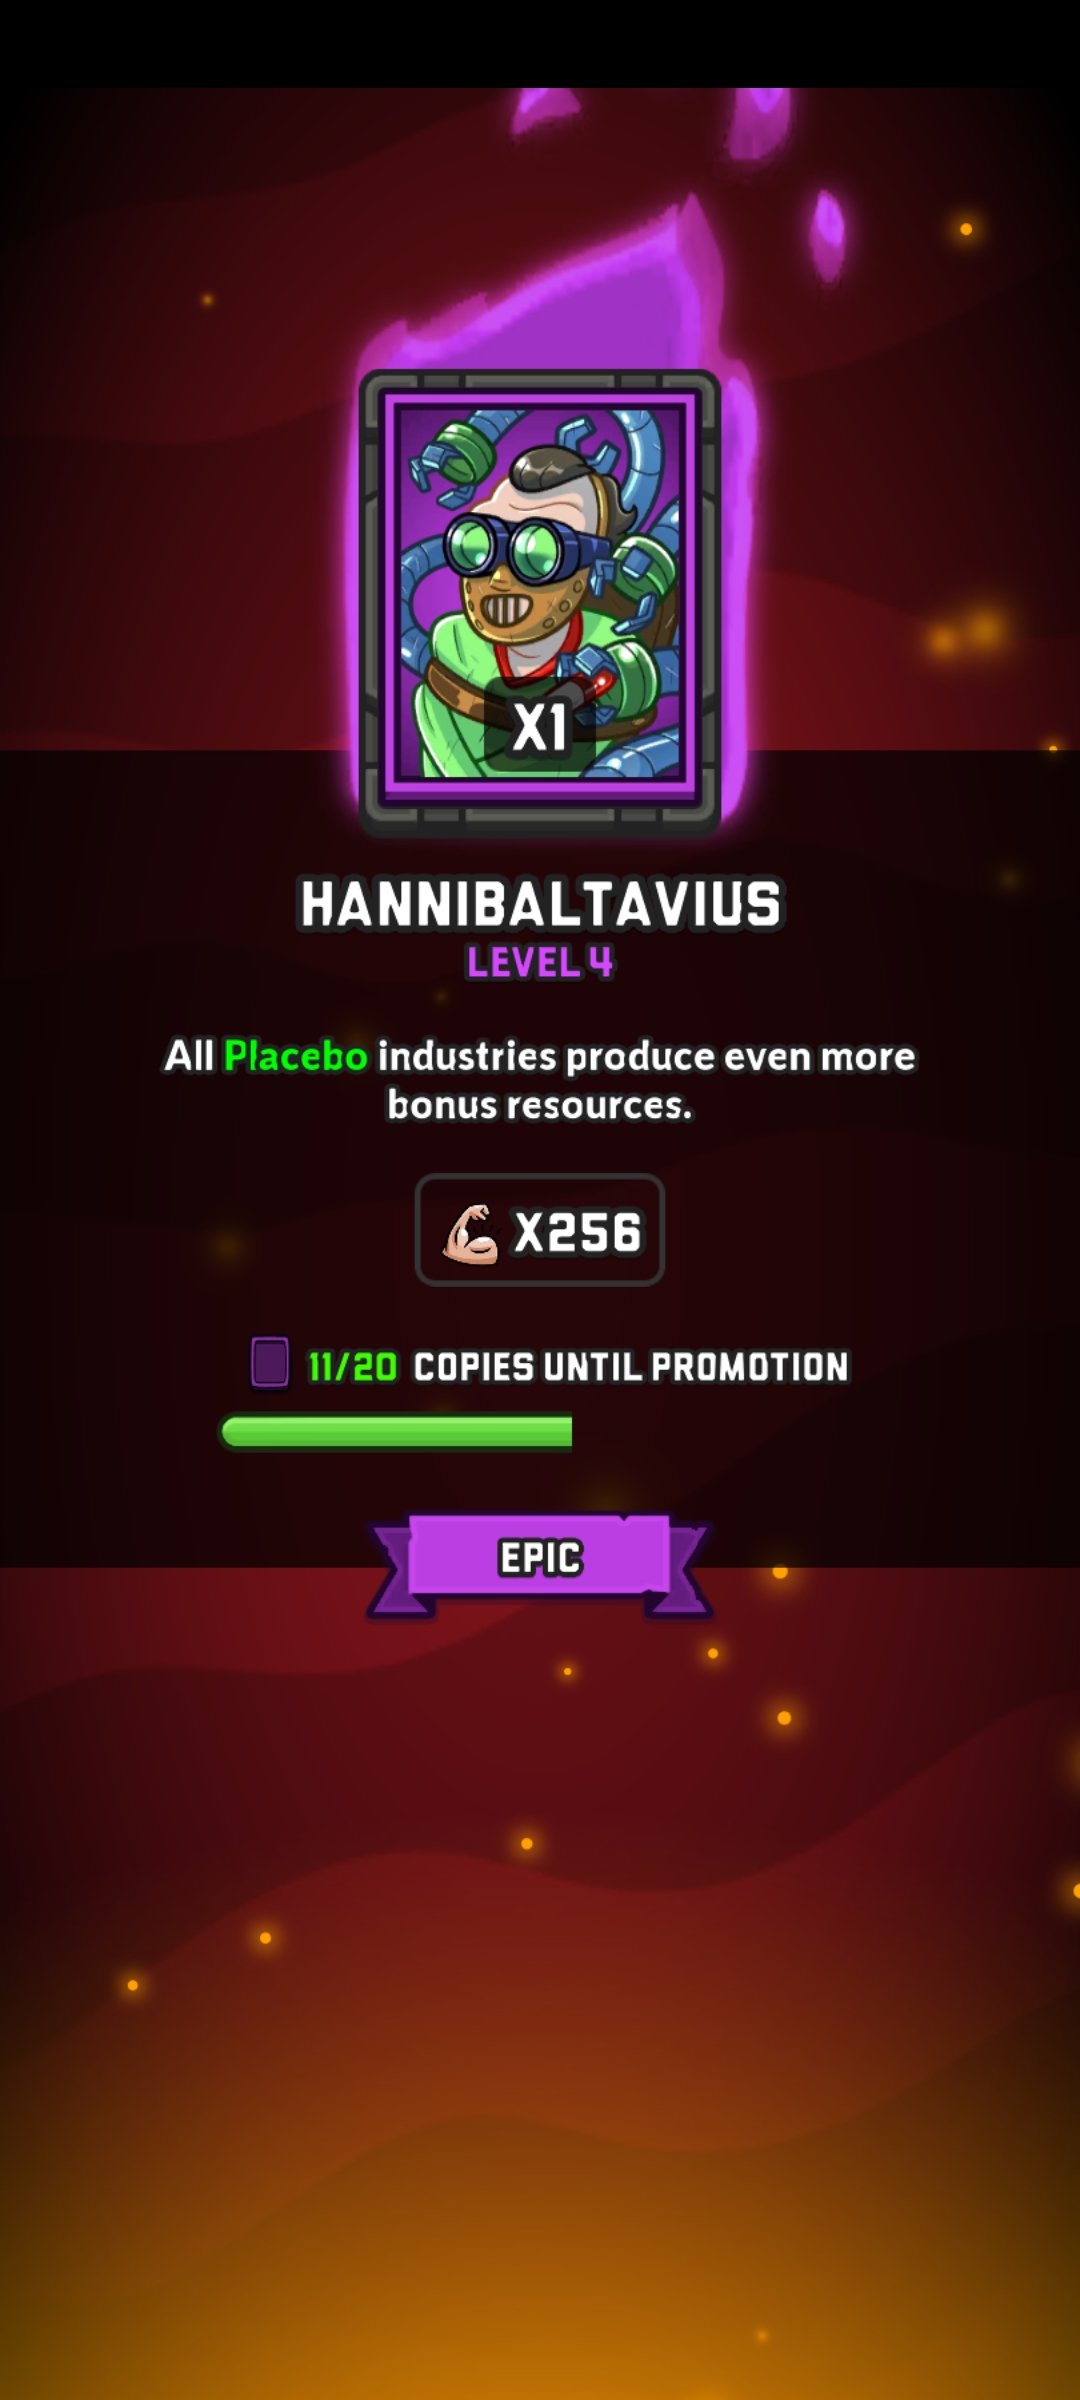 X1
HANNIBALTAVIUS
LEVEL 4
All Placebo industries produce even more
bonus resources.
X256
11/20 COPIES UNTIL PROMOTION
EPIC